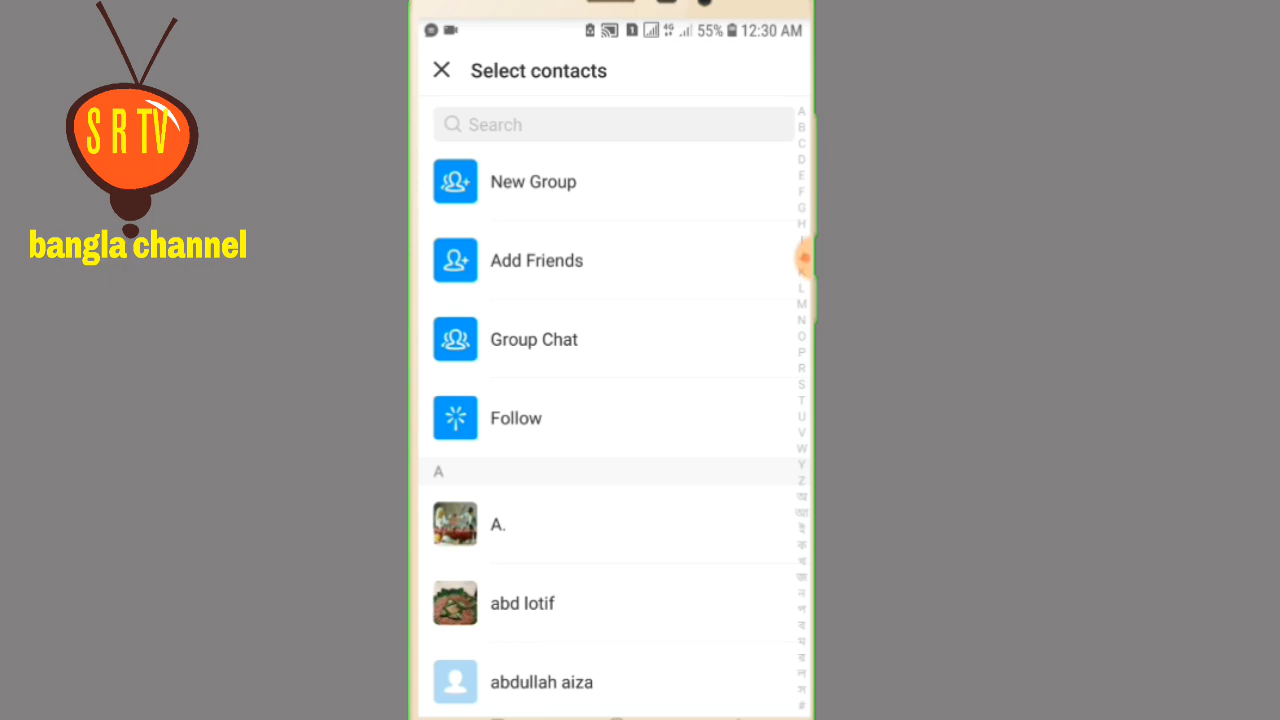 S R TV
bangla channel
4G
55%
12:30 AM
Select contacts
Search
New Group
Add Friends
Group Chat
Follow
A
A.
abd lotif
abdullah aiza
A
B
C
D
E
F
G
H
L
M
N
O
P
R
S
T
U
V
W
Y
Z
#